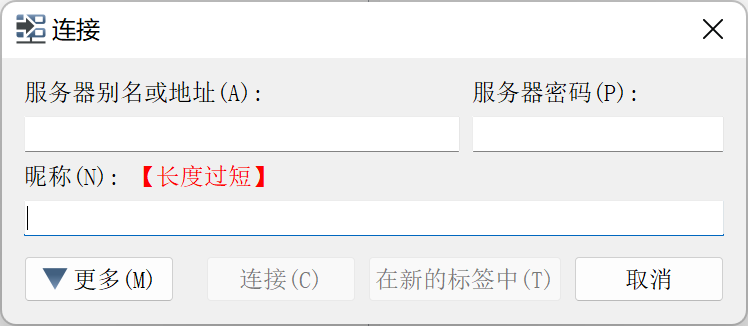 连接
服务器别名或地址(A): 服务器密码(P):
昵称(N): 【长度过短】
更多(M) 连接(C) 在新的标签中(T) 取消